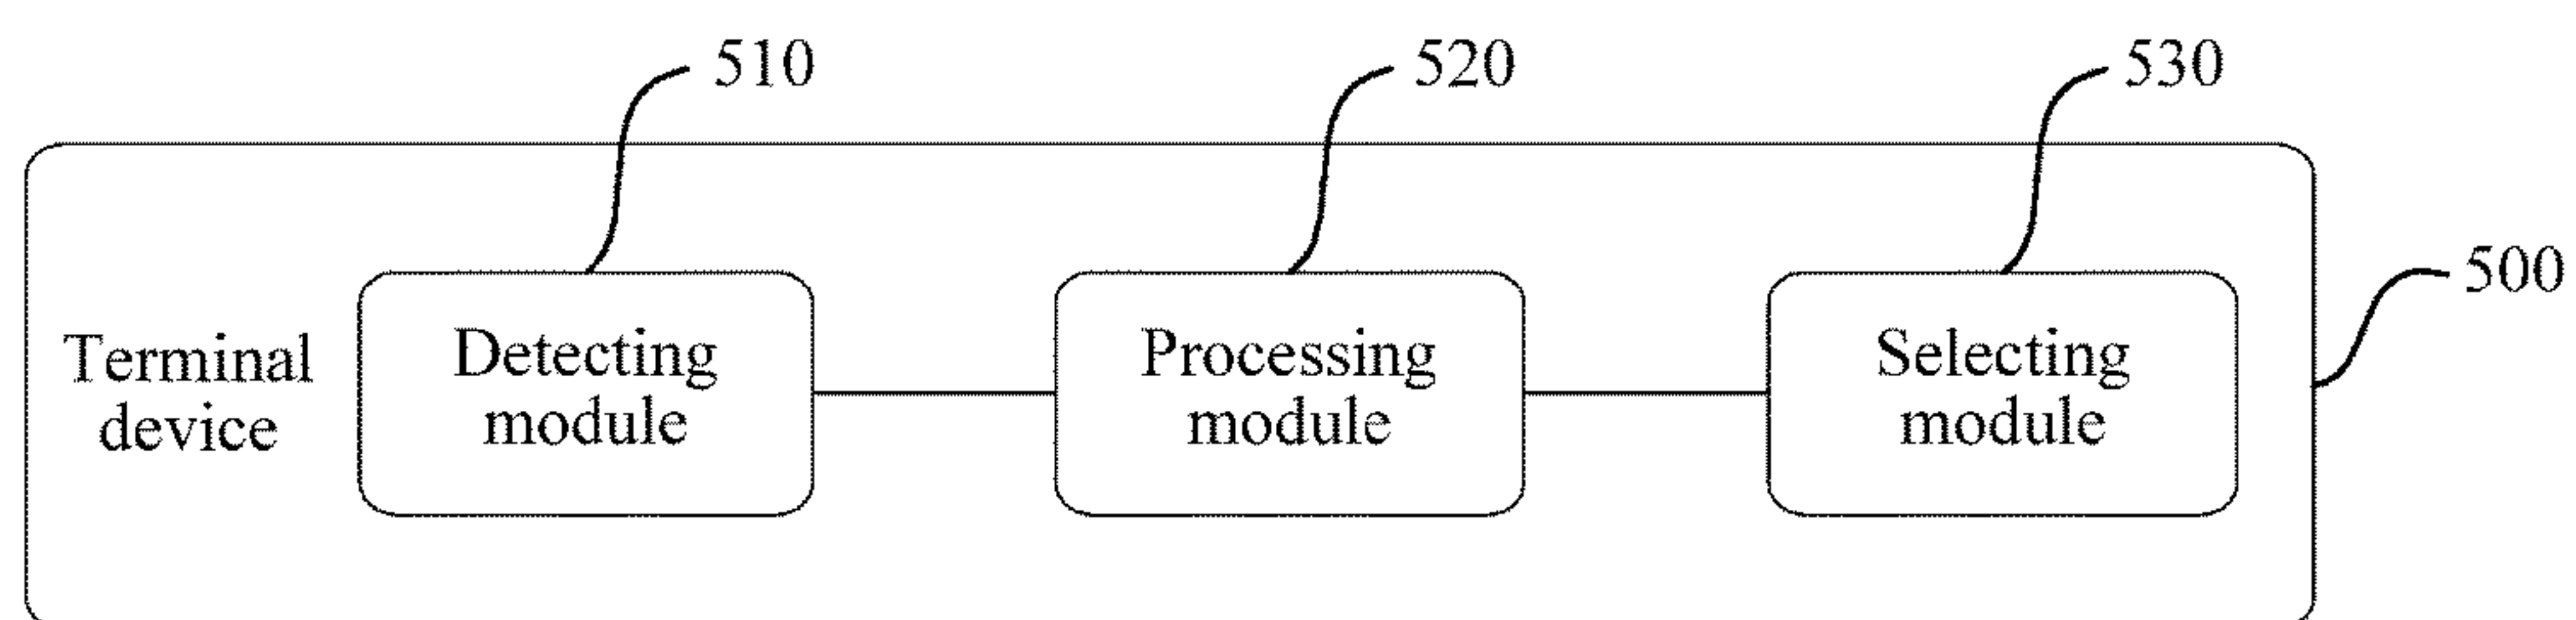 510
520
530
500
Terminal
device
Detecting
module
Processing
module
Selecting
module